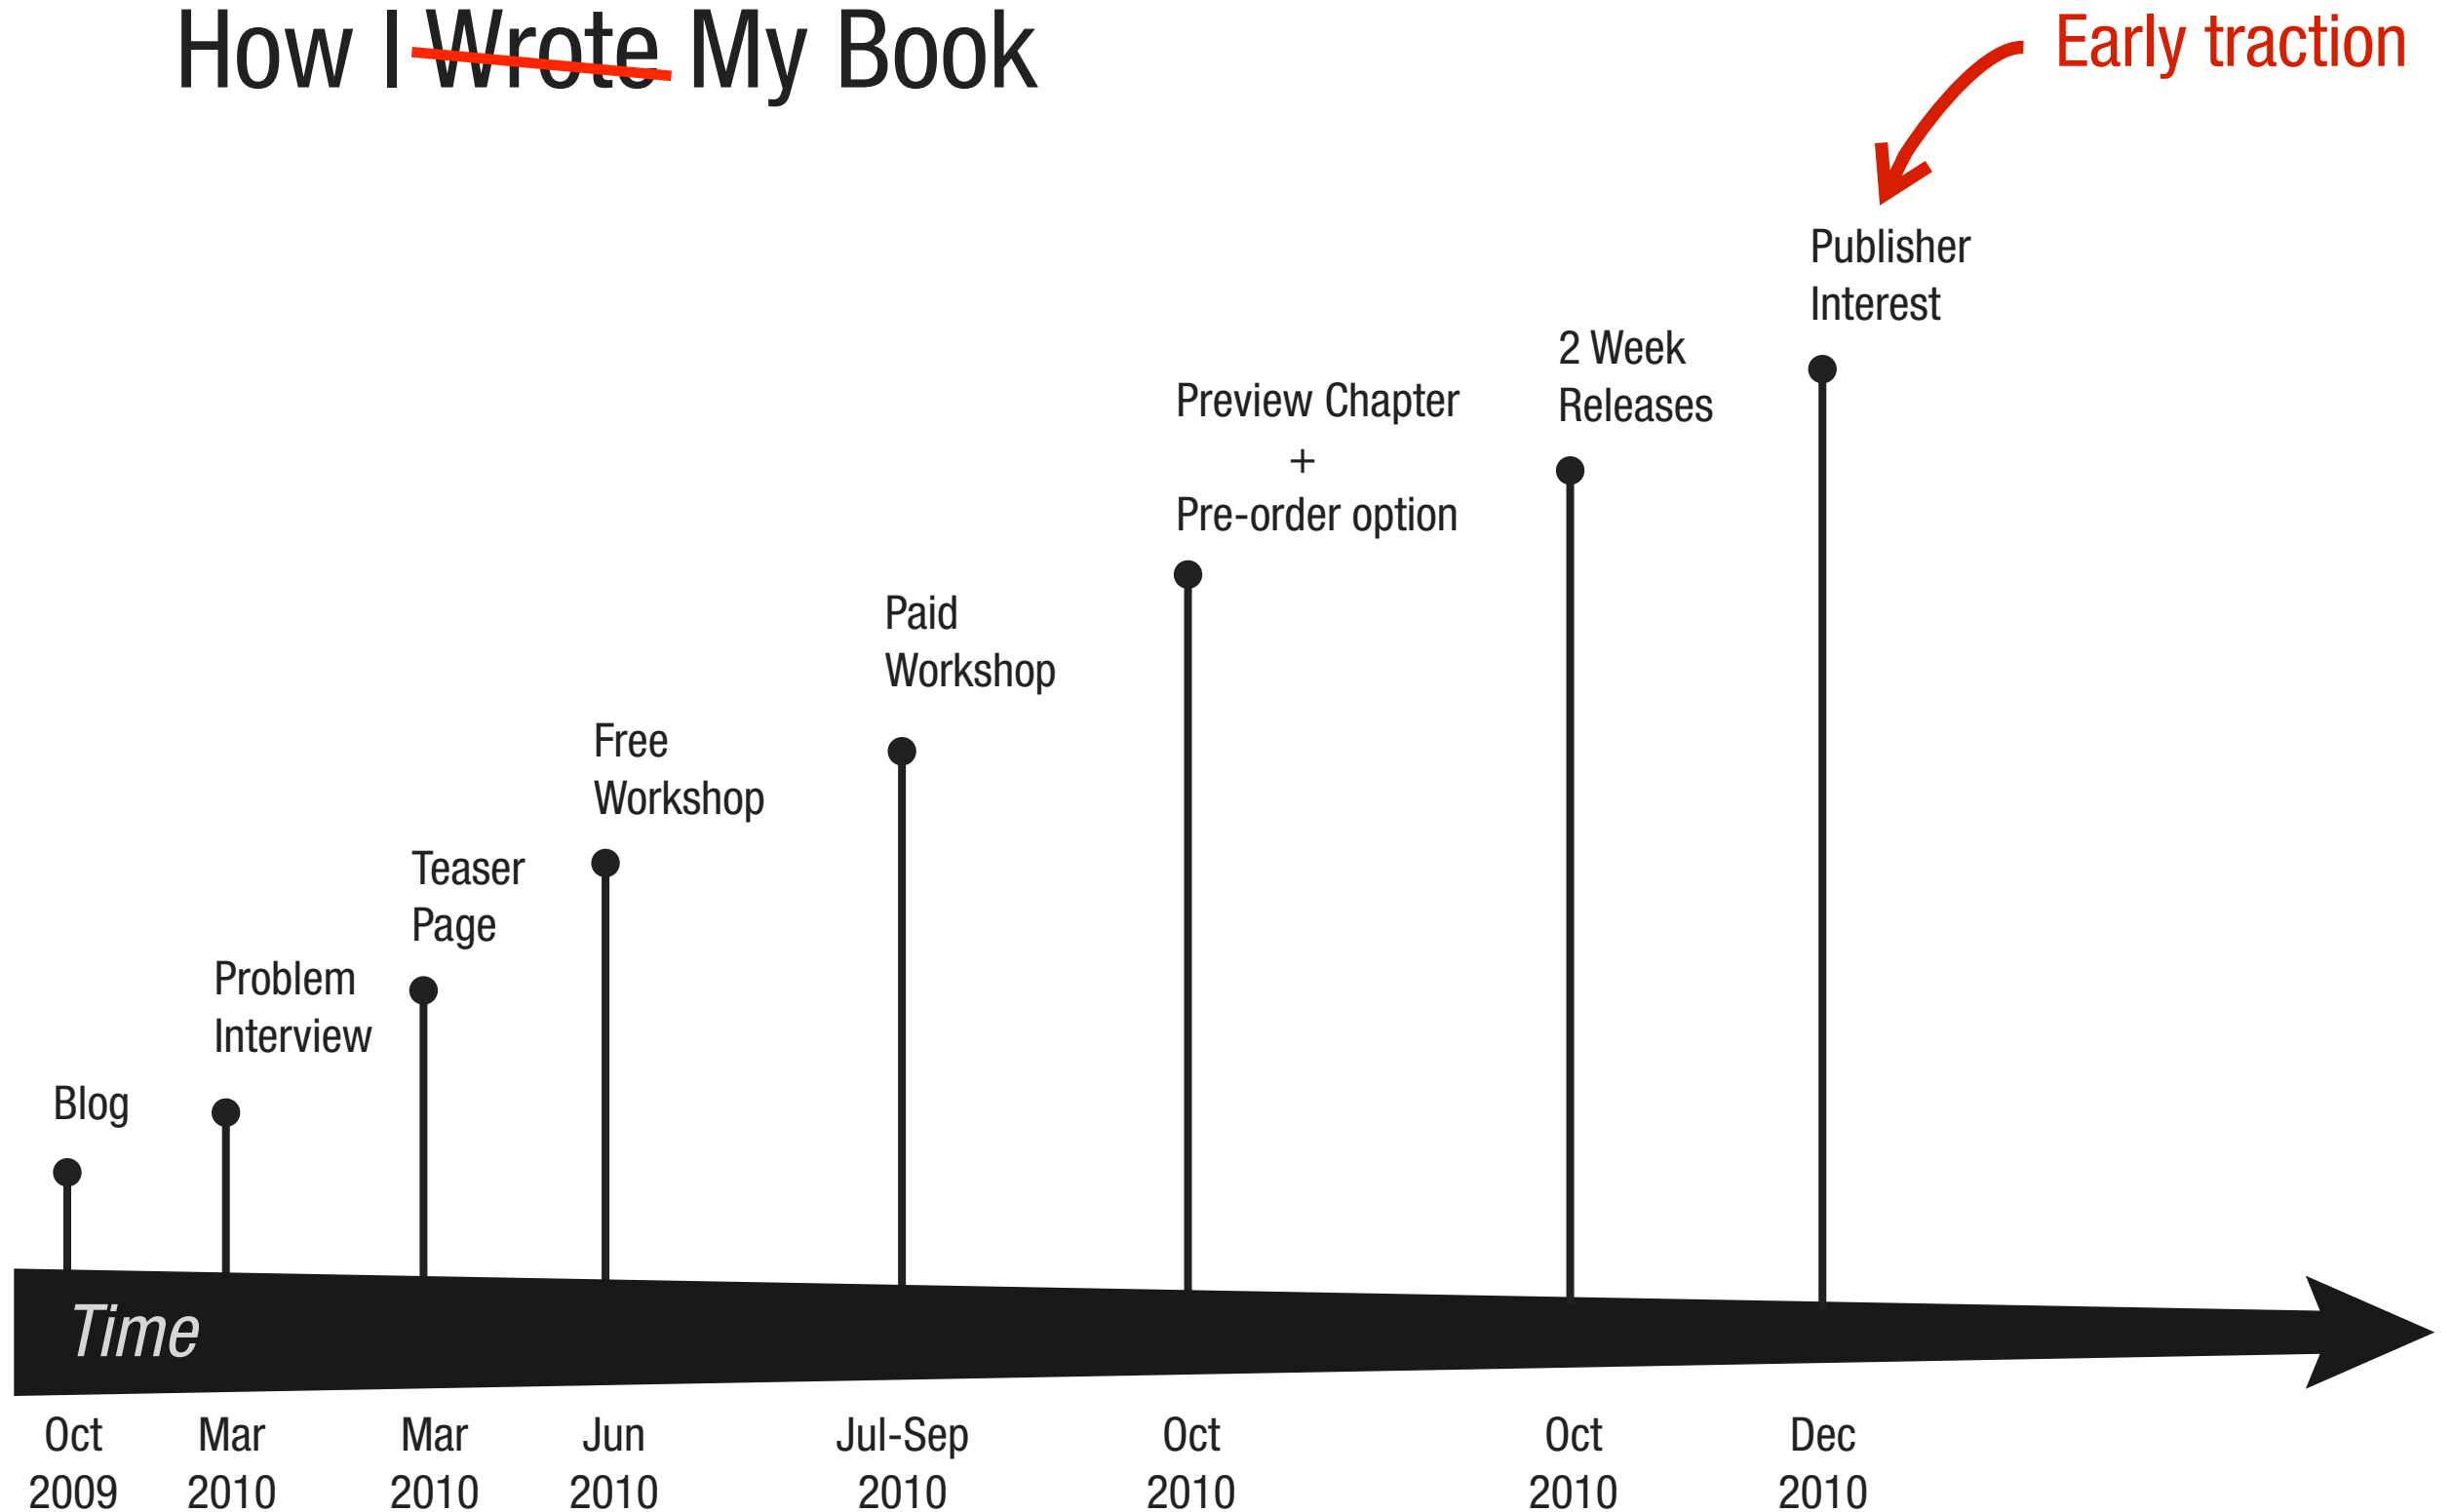 How I Wrote My Book
Early traction
Publisher
Interest
2 Week
Releases
Preview Chapter
+
Pre-order option
Paid
Workshop
Free
Workshop
Teaser
Page
Problem
Interview
Blog
Time
Oct
2009
Mar
2010
Mar
2010
Jun
2010
Jul-Sep
2010
Oct
2010
Oct
2010
Dec
2010